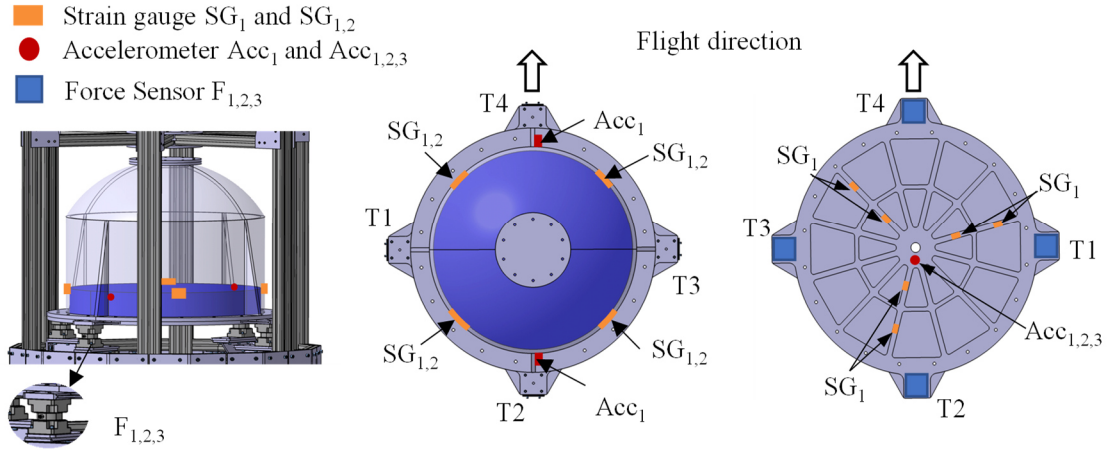 Strain gauge SG1 and SG1,2
Accelerometer Acc1 and Acc1,2,3
Force Sensor F1,2,3
Flight direction
F1,2,3
T4
Acc1
SG1,2
SG1,2
T1
T3
SG1,2
SG1,2
T2
Acc1
T4
SG1
SG1
T3
T1
Acc1,2,3
SG1
T2